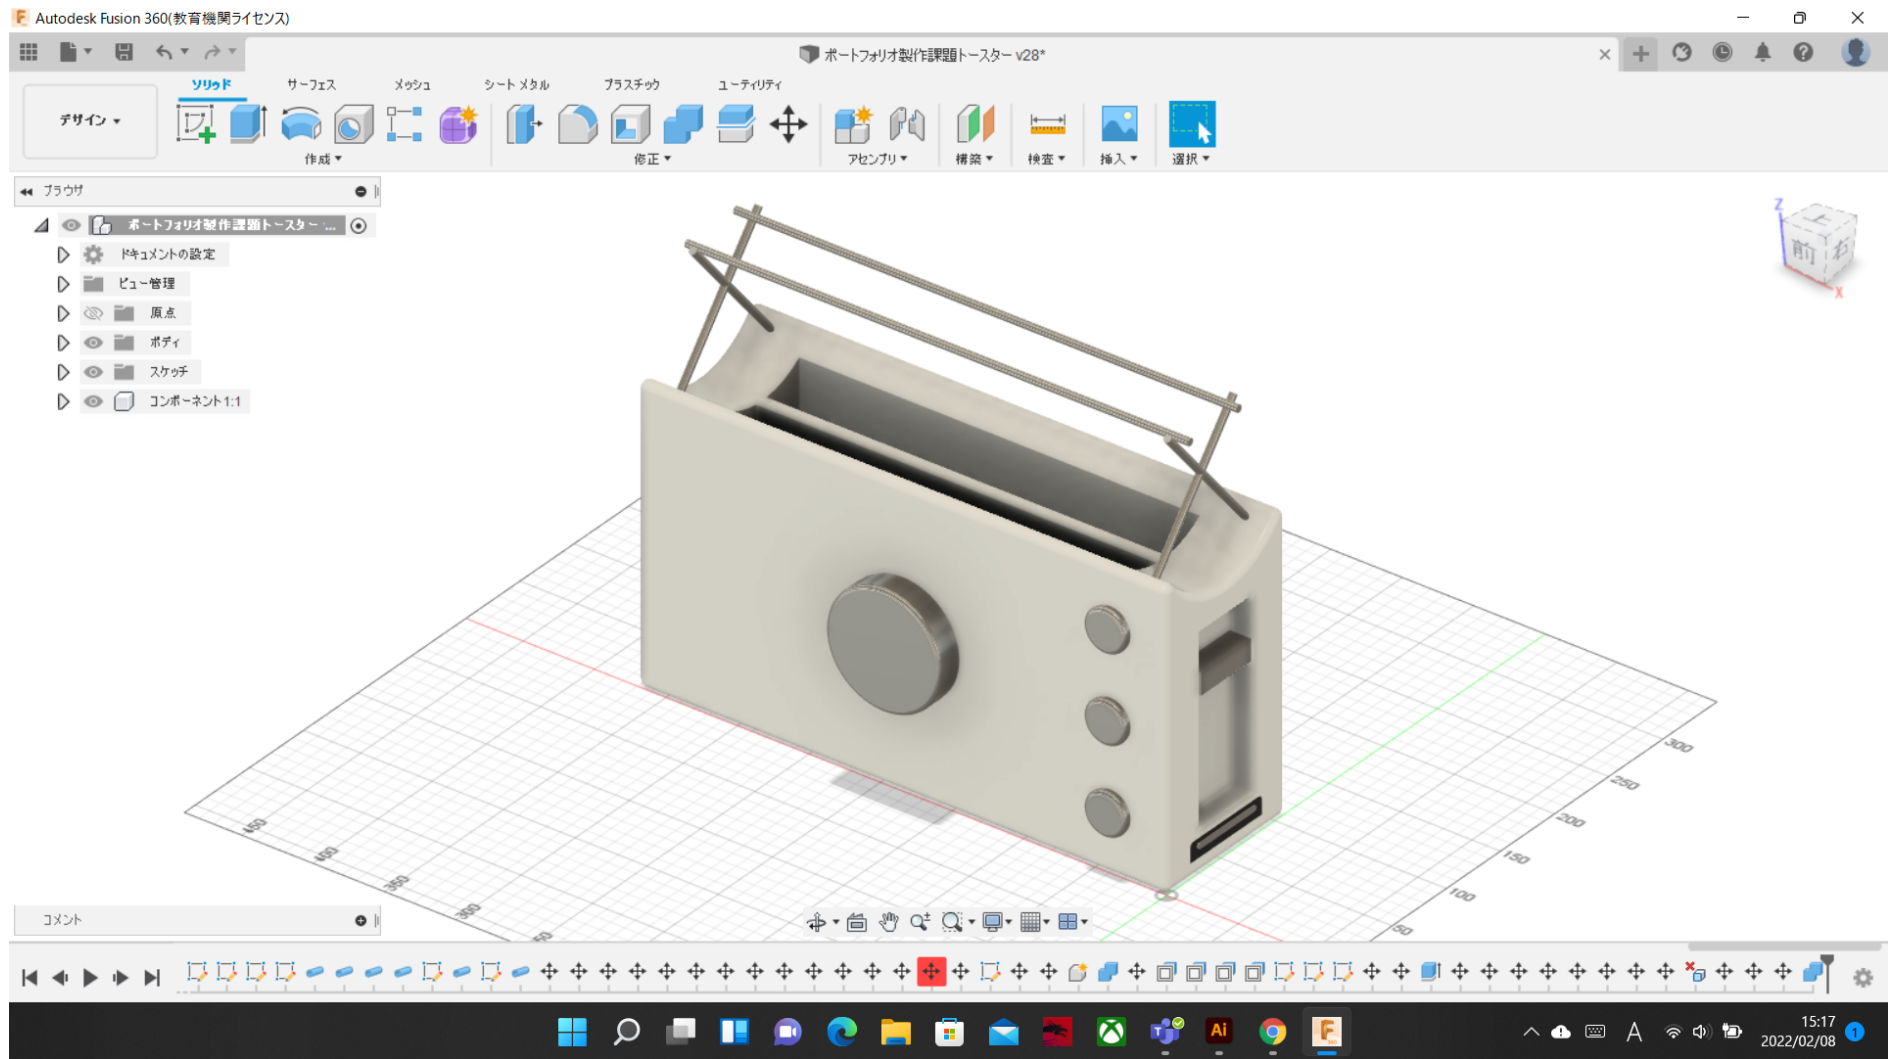 Autodesk Fusion 360(教育機関ライセンス)
ポートフォリオ製作課題トースター v28*
ソリッド サーフェス メッシュ シート メタル プラスチック ユーティリティ
デザイン
作成 修正 アセンブリ 構築 検査 挿入 選択
ブラウザ
ポートフォリオ製作課題トースター ...
ドキュメントの設定
ビュー管理
原点
ボディ
スケッチ
コンポーネント1:1
Z
上
前 右
X
300
250
200
150
100
50
450
400
350
300
50
コメント
Ai
F
A
15:17
2022/02/08
1